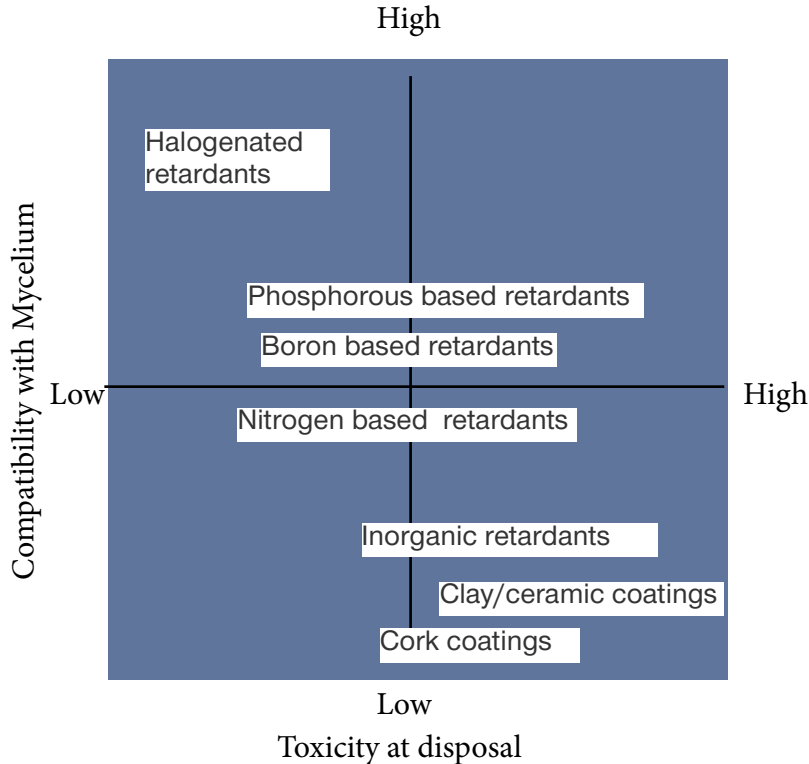 High
Halogenated
retardants
Phosphorous based retardants
Boron based retardants
Compatibility with Mycelium
Low
High
Nitrogen based  retardants
Inorganic retardants
Clay/ceramic coatings
Cork coatings
Low
Toxicity at disposal